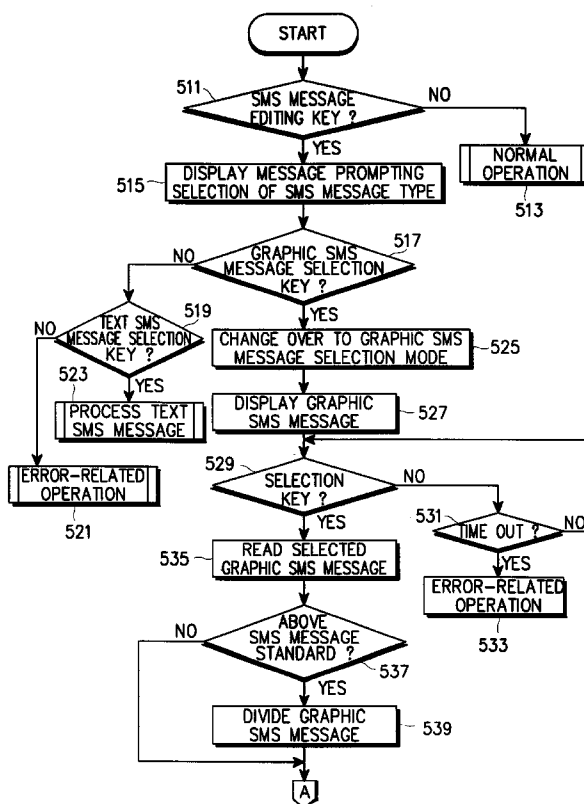 START
511
SMS MESSAGE
EDITING KEY ?
NO
YES
NORMAL
OPERATION
513
515
DISPLAY MESSAGE PROMPTING
SELECTION OF SMS MESSAGE TYPE
517
GRAPHIC SMS
MESSAGE SELECTION
KEY ?
NO
YES
519
TEXT SMS
MESSAGE SELECTION
KEY ?
NO
YES
523
PROCESS TEXT
SMS MESSAGE
ERROR-RELATED
OPERATION
521
CHANGE OVER TO GRAPHIC SMS
MESSAGE SELECTION MODE
525
DISPLAY GRAPHIC
SMS MESSAGE
527
529
SELECTION
KEY ?
NO
YES
531
TIME OUT ?
NO
YES
ERROR-RELATED
OPERATION
533
535
READ SELECTED
GRAPHIC SMS MESSAGE
ABOVE
SMS MESSAGE
STANDARD ?
537
NO
YES
DIVIDE GRAPHIC
SMS MESSAGE
539
A